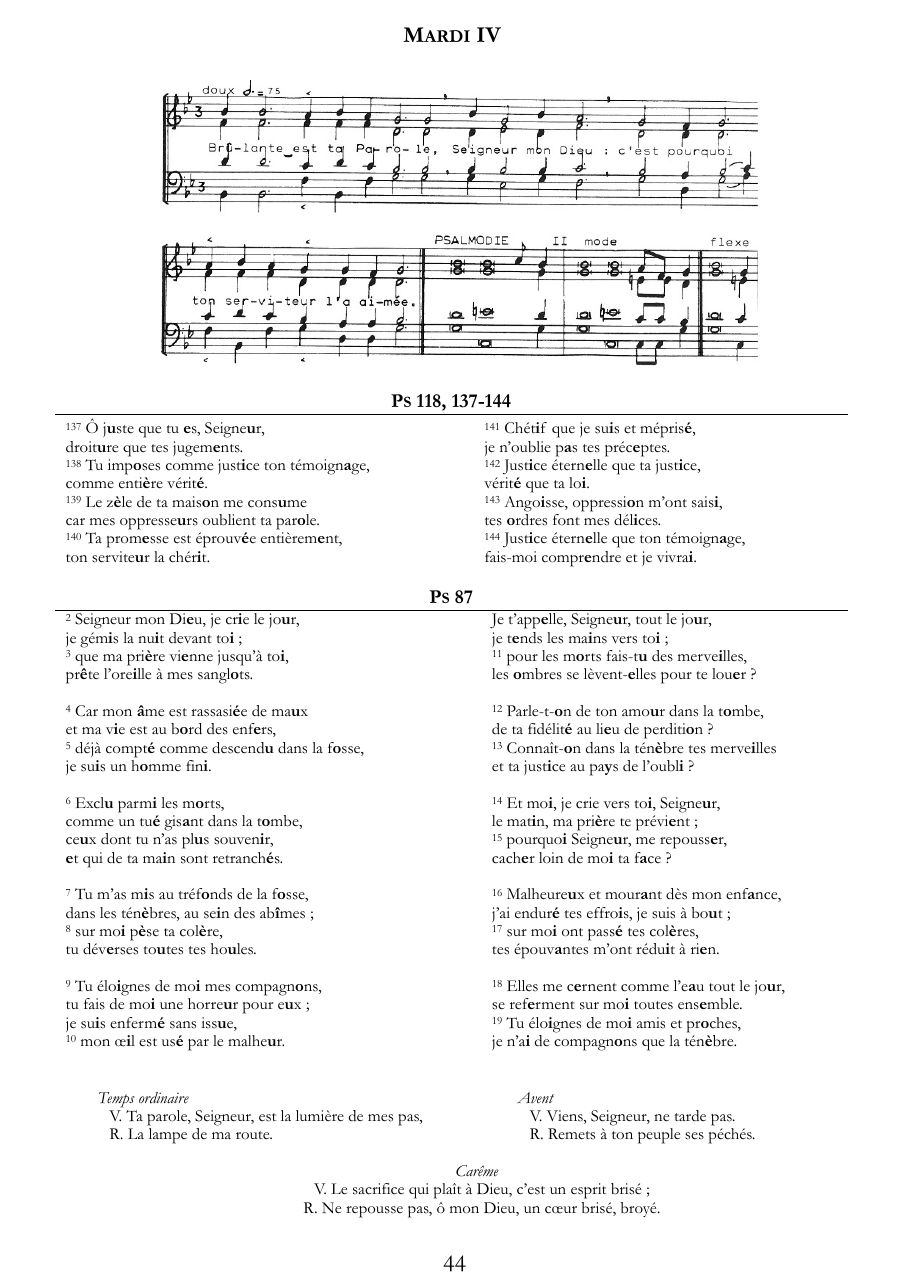 MARDI IV
doux = 75
3
Brû-lante est ta Pa-ro-le, Seigneur mon Dieu : c'est pourquoi
3
PSALMODIE II mode flexe
ton ser-vi-teur l'a ai-mée.
PS 118, 137-144
137 Ô juste que tu es, Seigneur,
droiture que tes jugements.
138 Tu imposes comme justice ton témoignage,
comme entière vérité.
139 Le zèle de ta maison me consume
car mes oppresseurs oublient ta parole.
140 Ta promesse est éprouvée entièrement,
ton serviteur la chérit.
141 Chétif que je suis et méprisé,
je n’oublie pas tes préceptes.
142 Justice éternelle que ta justice,
vérité que ta loi.
143 Angoisse, oppression m’ont saisi,
tes ordres font mes délices.
144 Justice éternelle que ton témoignage,
fais-moi comprendre et je vivrai.
PS 87
2 Seigneur mon Dieu, je crie le jour,
je gémis la nuit devant toi ;
3 que ma prière vienne jusqu’à toi,
prête l’oreille à mes sanglots.
4 Car mon âme est rassasiée de maux
et ma vie est au bord des enfers,
5 déjà compté comme descendu dans la fosse,
je suis un homme fini.
6 Exclu parmi les morts,
comme un tué gisant dans la tombe,
ceux dont tu n’as plus souvenir,
et qui de ta main sont retranchés.
7 Tu m’as mis au tréfonds de la fosse,
dans les ténèbres, au sein des abîmes ;
8 sur moi pèse ta colère,
tu déverses toutes tes houles.
9 Tu éloignes de moi mes compagnons,
tu fais de moi une horreur pour eux ;
je suis enfermé sans issue,
10 mon œil est usé par le malheur.
Je t’appelle, Seigneur, tout le jour,
je tends les mains vers toi ;
11 pour les morts fais-tu des merveilles,
les ombres se lèvent-elles pour te louer ?
12 Parle-t-on de ton amour dans la tombe,
de ta fidélité au lieu de perdition ?
13 Connaît-on dans la ténèbre tes merveilles
et ta justice au pays de l’oubli ?
14 Et moi, je crie vers toi, Seigneur,
le matin, ma prière te prévient ;
15 pourquoi Seigneur, me repousser,
cacher loin de moi ta face ?
16 Malheureux et mourant dès mon enfance,
j’ai enduré tes effrois, je suis à bout ;
17 sur moi ont passé tes colères,
tes épouvantes m’ont réduit à rien.
18 Elles me cernent comme l’eau tout le jour,
se referment sur moi toutes ensemble.
19 Tu éloignes de moi amis et proches,
je n’ai de compagnons que la ténèbre.
Temps ordinaire
V. Ta parole, Seigneur, est la lumière de mes pas,
R. La lampe de ma route.
Avent
V. Viens, Seigneur, ne tarde pas.
R. Remets à ton peuple ses péchés.
Carême
V. Le sacrifice qui plaît à Dieu, c’est un esprit brisé ;
R. Ne repousse pas, ô mon Dieu, un cœur brisé, broyé.
44